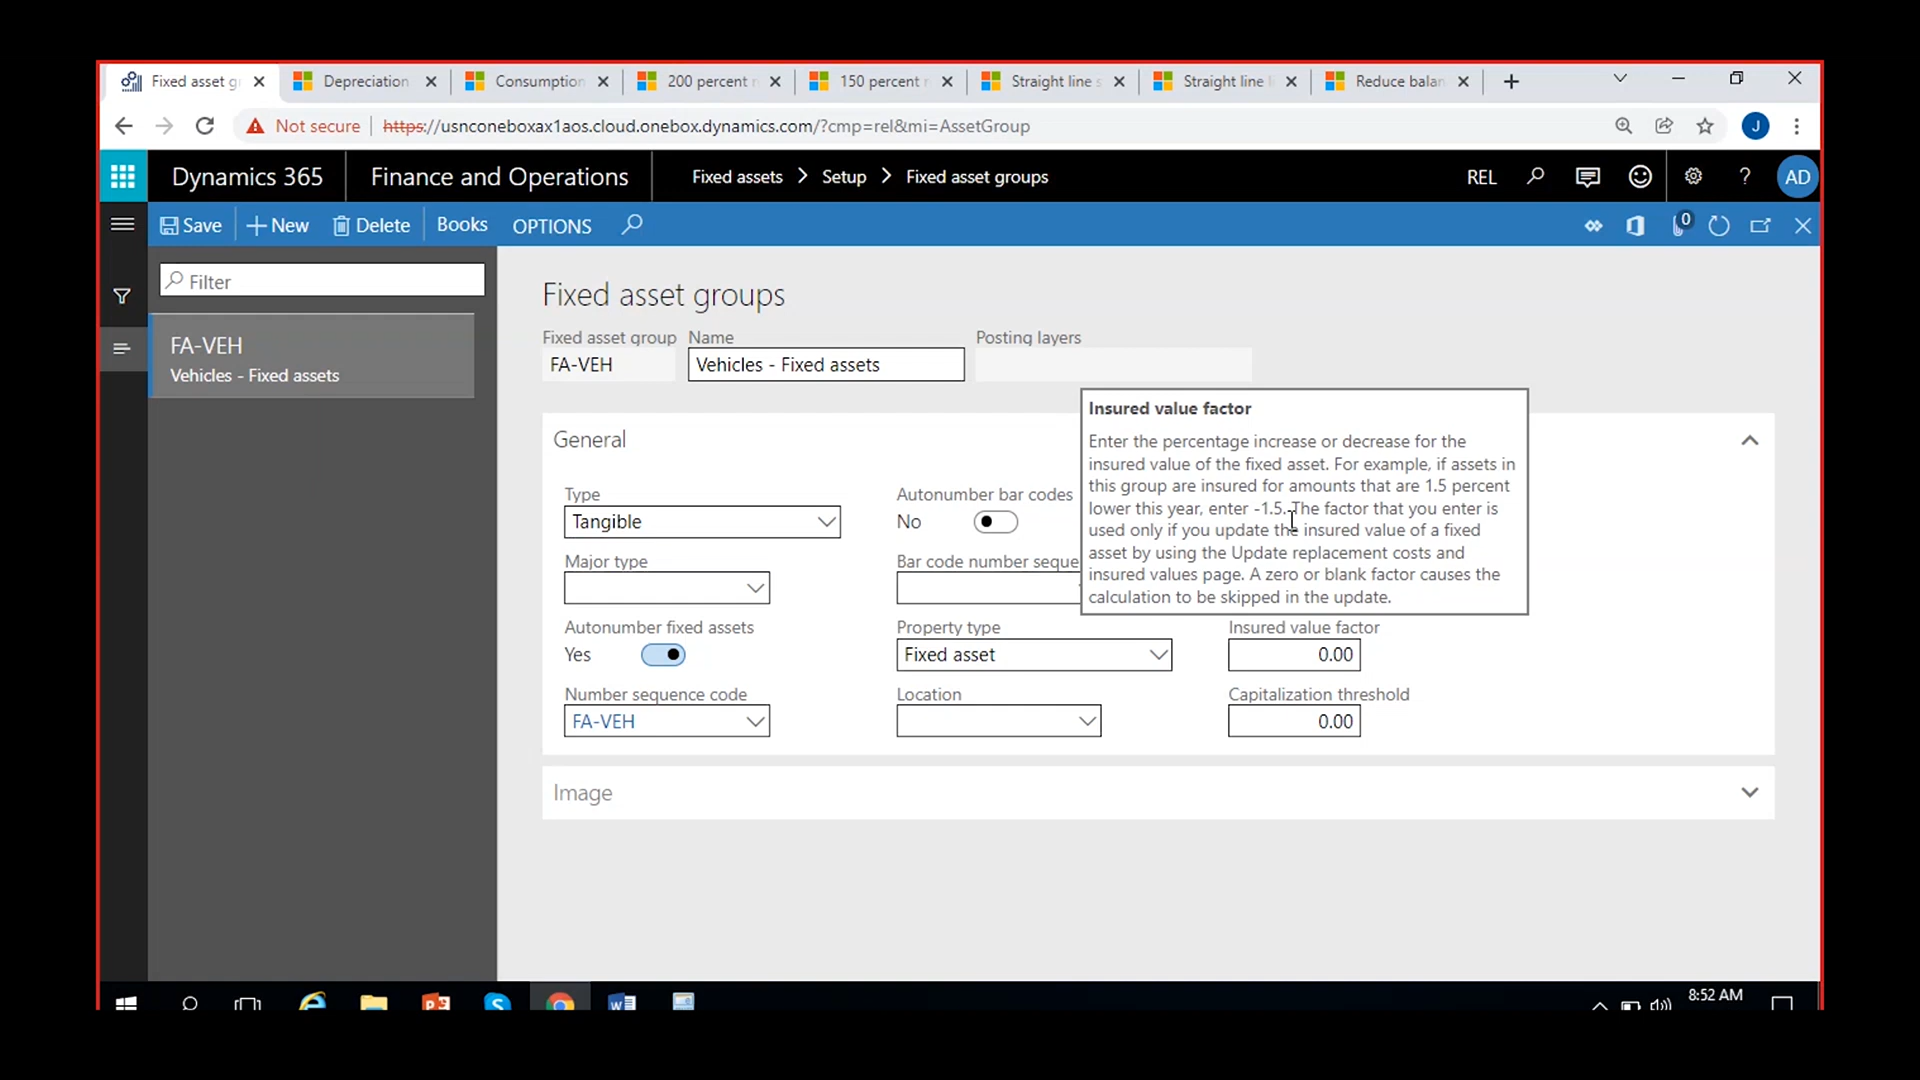 Fixed asset gr
Depreciation
Consumption
200 percent r
150 percent r
Straight line s
Straight line l
Reduce balan
Not secure
https://usnconeboxax1aos.cloud.onebox.dynamics.com/?cmp=rel&mi=AssetGroup
J
Dynamics 365
Finance and Operations
Fixed assets > Setup > Fixed asset groups
REL
?
AD
Save
New
Delete
Books
OPTIONS
0
Filter
FA-VEH
Vehicles - Fixed assets
Fixed asset groups
Fixed asset group
Name
Posting layers
FA-VEH
Vehicles - Fixed assets
Insured value factor
Enter the percentage increase or decrease for the
insured value of the fixed asset. For example, if assets in
this group are insured for amounts that are 1.5 percent
lower this year, enter -1.5. The factor that you enter is
used only if you update the insured value of a fixed
asset by using the Update replacement costs and
insured values page. A zero or blank factor causes the
calculation to be skipped in the update.
General
Type
Tangible
Major type
Autonumber fixed assets
Yes
Number sequence code
FA-VEH
Autonumber bar codes
No
Bar code number seque
Property type
Fixed asset
Location
Insured value factor
0.00
Capitalization threshold
0.00
Image
8:52 AM